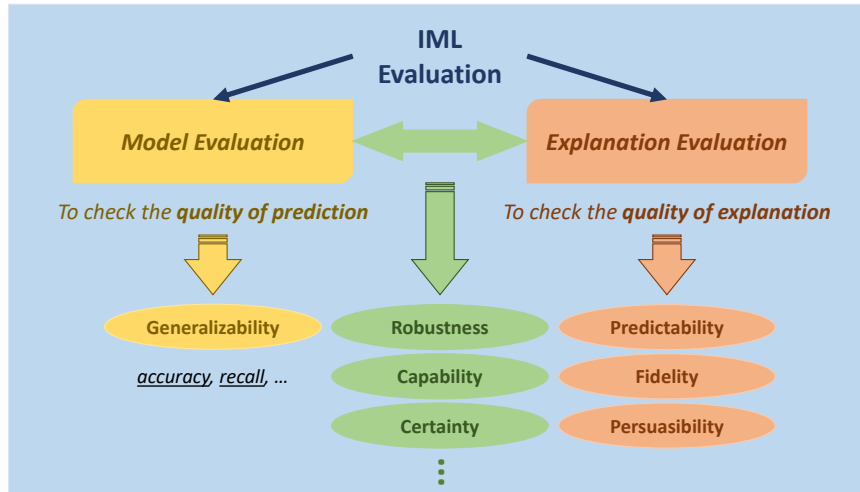 IML
Evaluation
Model Evaluation
Explanation Evaluation
To check the quality of prediction
To check the quality of explanation
Generalizability
Robustness
Predictability
accuracy, recall, ...
Capability
Fidelity
Certainty
Persuasibility